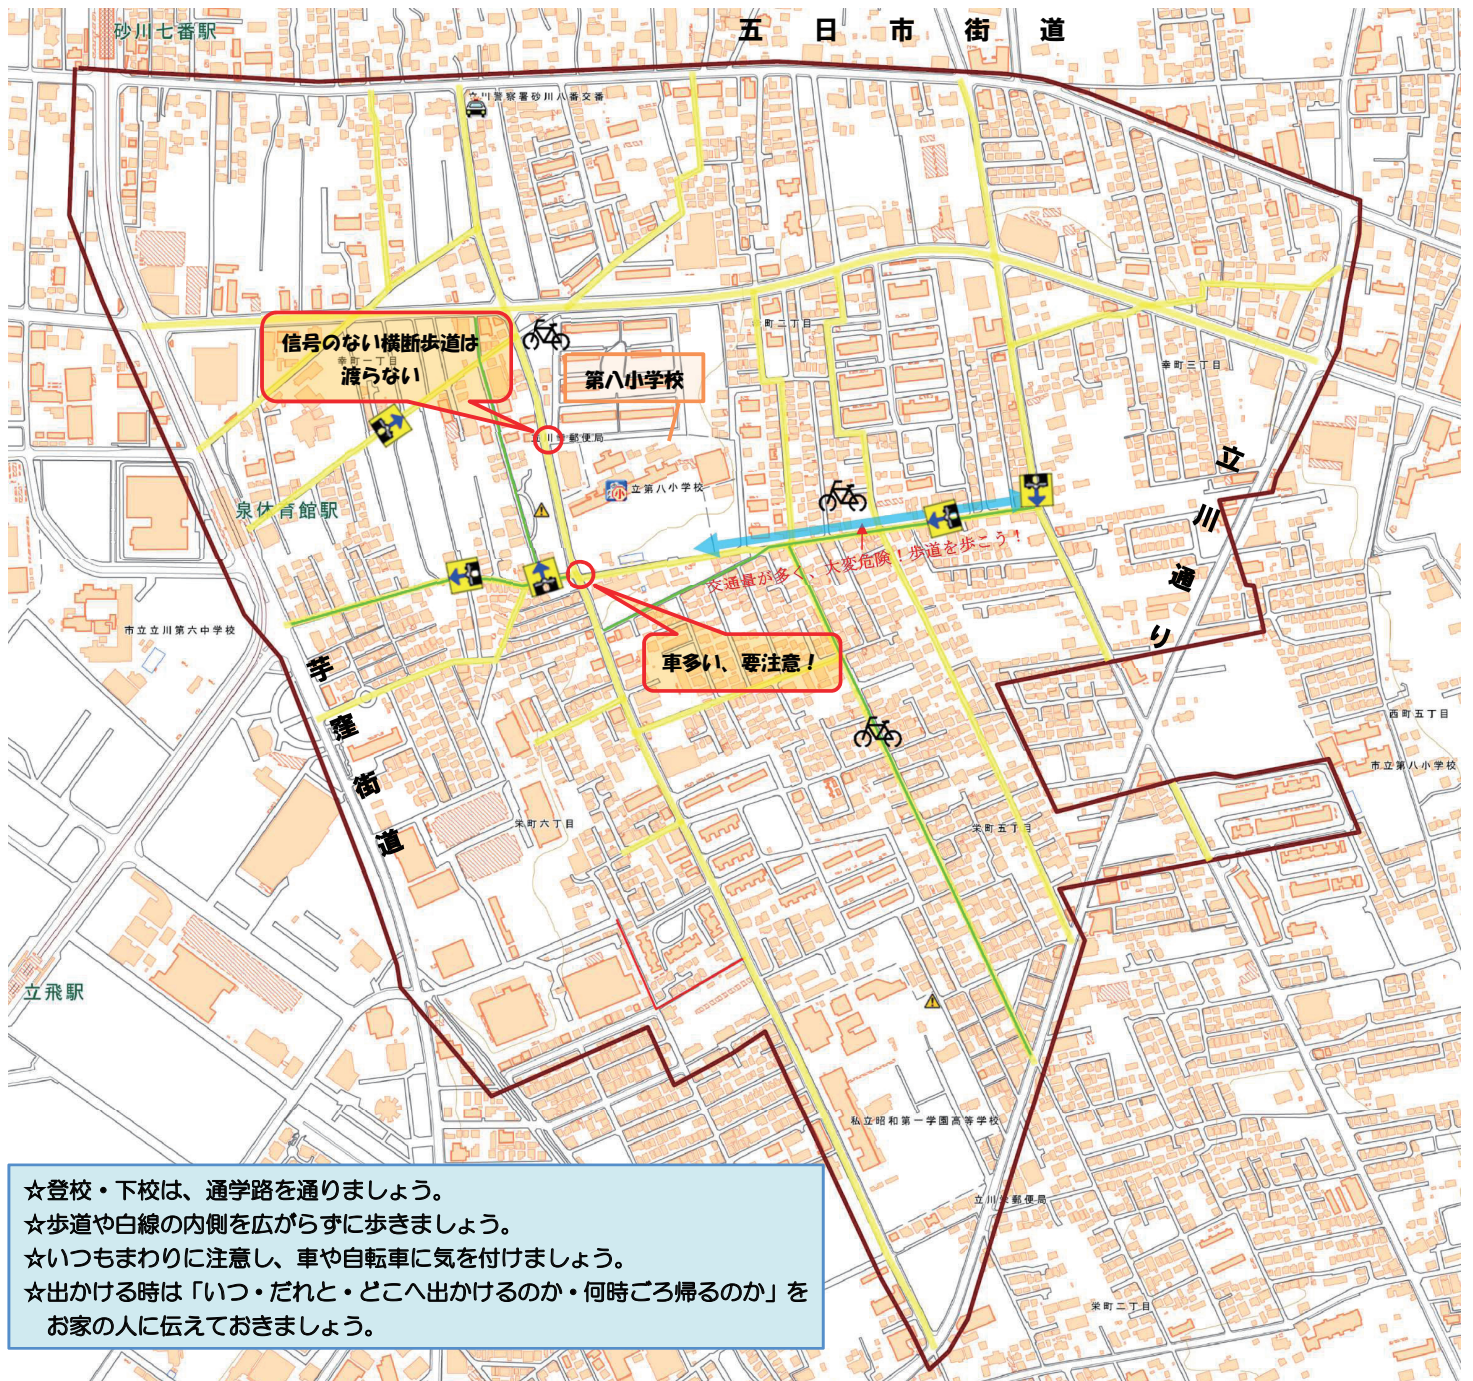 砂川七番駅
五日市街道
立川警察署砂川八番交番
信号のない横断歩道は
渡らない
幸町一丁目
第八小学校
幸町二丁目
幸町三丁目
立川幸郵便局
小
立第八小学校
泉体育館駅
立川通り
交通量が多く、大変危険！歩道を歩こう！
市立立川第六中学校
車多い、要注意！
芋窪街道
西町五丁目
市立第八小学校
栄町六丁目
栄町五丁目
立飛駅
私立昭和第一学園高等学校
立川栄郵便局
栄町二丁目
☆登校・下校は、通学路を通りましょう。
☆歩道や白線の内側を広がらずに歩きましょう。
☆いつもまわりに注意し、車や自転車に気を付けましょう。
☆出かける時は「いつ・だれと・どこへ出かけるのか・何時ごろ帰るのか」を
お家の人に伝えておきましょう。